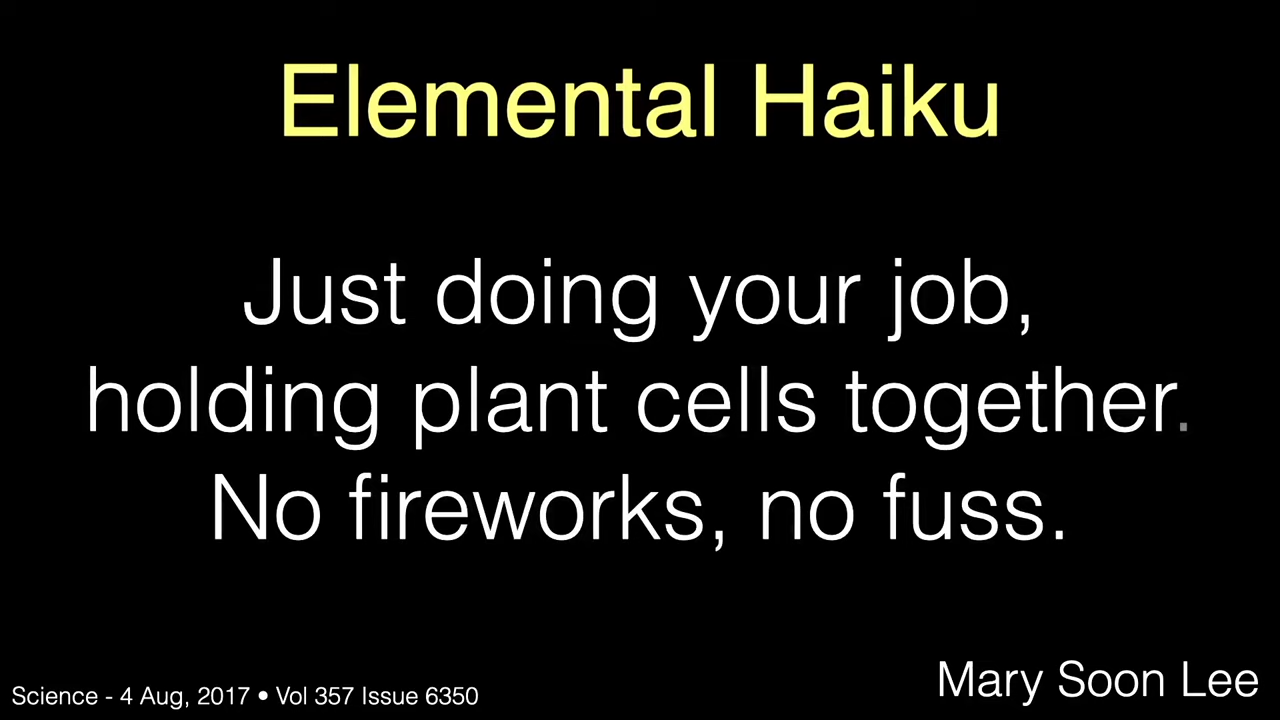 Elemental Haiku
Just doing your job,
holding plant cells together.
No fireworks, no fuss.
Mary Soon Lee
Science - 4 Aug, 2017 • Vol 357 Issue 6350